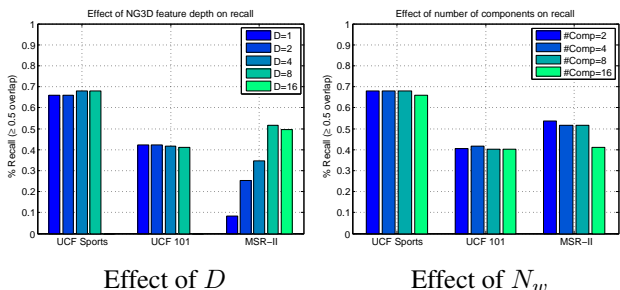 Effect of NG3D feature depth on recall
% Recall (≥ 0.5 overlap)
1
0.9
0.8
0.7
0.6
0.5
0.4
0.3
0.2
0.1
0
UCF Sports UCF 101 MSR−II
D=1
D=2
D=4
D=8
D=16
Effect of D
Effect of number of components on recall
% Recall (≥ 0.5 overlap)
1
0.9
0.8
0.7
0.6
0.5
0.4
0.3
0.2
0.1
0
UCF Sports UCF 101 MSR−II
#Comp=2
#Comp=4
#Comp=8
#Comp=16
Effect of N_w